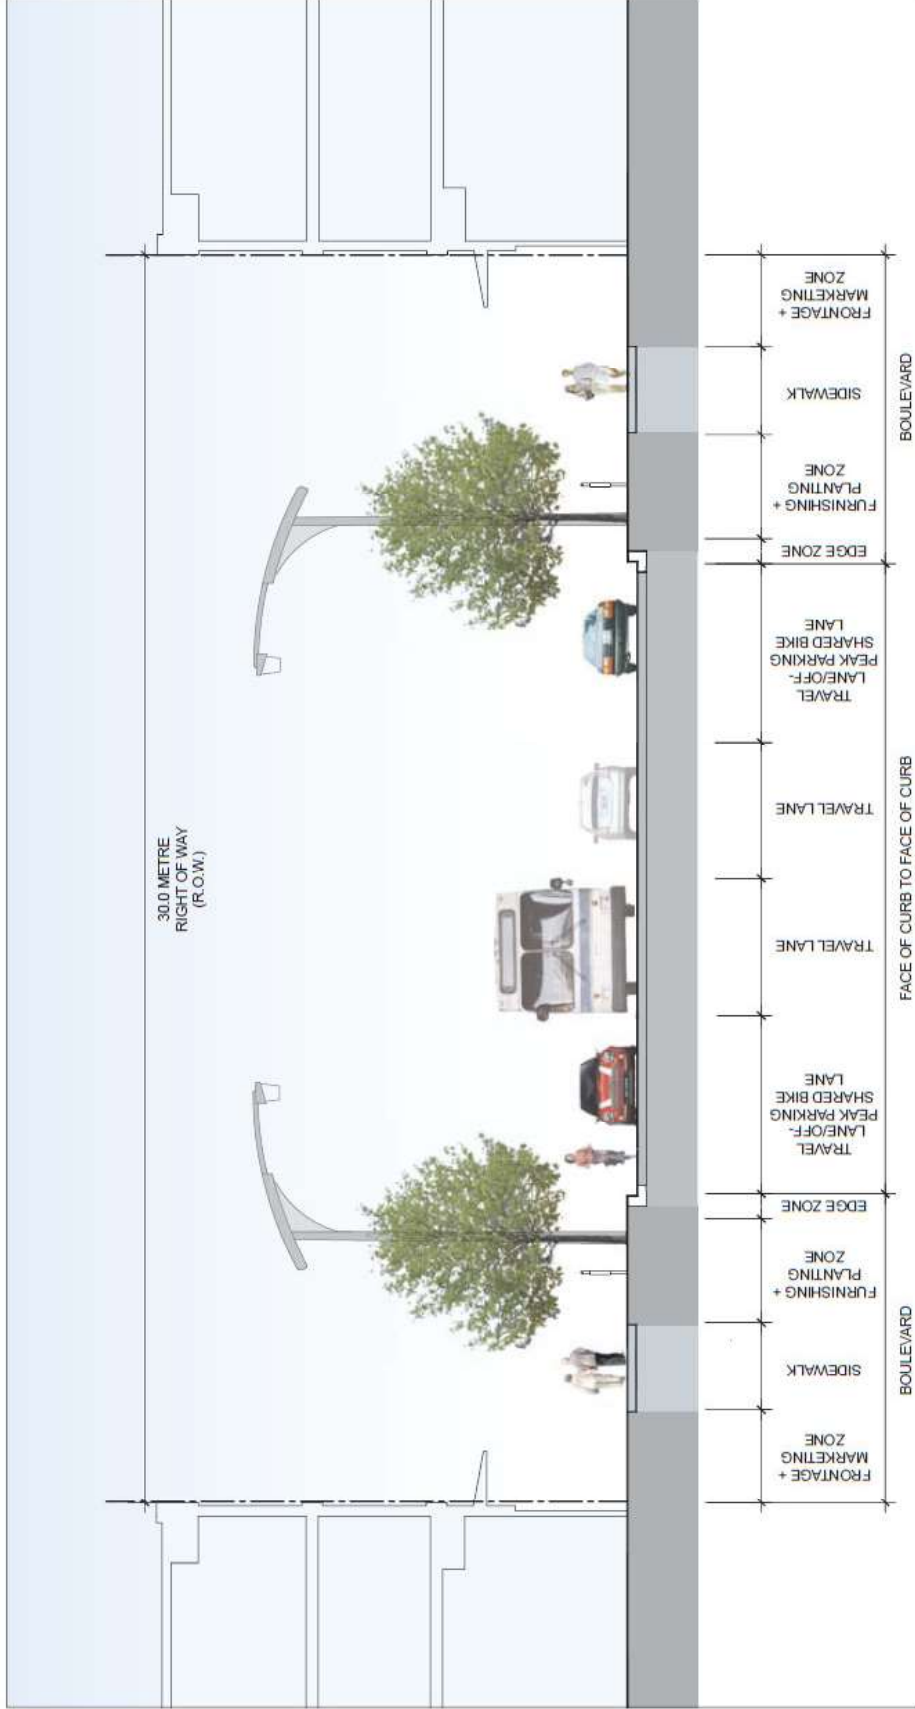 30.0 METRE
RIGHT OF WAY
(R.O.W.)
FRONTAGE +
MARKETING
ZONE
SIDEWALK
FURNISHING +
PLANTING
ZONE
EDGE ZONE
TRAVEL
LANE/OFF-
PEAK PARKING
SHARED BIKE
LANE
TRAVEL LANE
TRAVEL LANE
TRAVEL
LANE/OFF-
PEAK PARKING
SHARED BIKE
LANE
EDGE ZONE
FURNISHING +
PLANTING
ZONE
SIDEWALK
FRONTAGE +
MARKETING
ZONE
BOULEVARD
FACE OF CURB TO FACE OF CURB
BOULEVARD